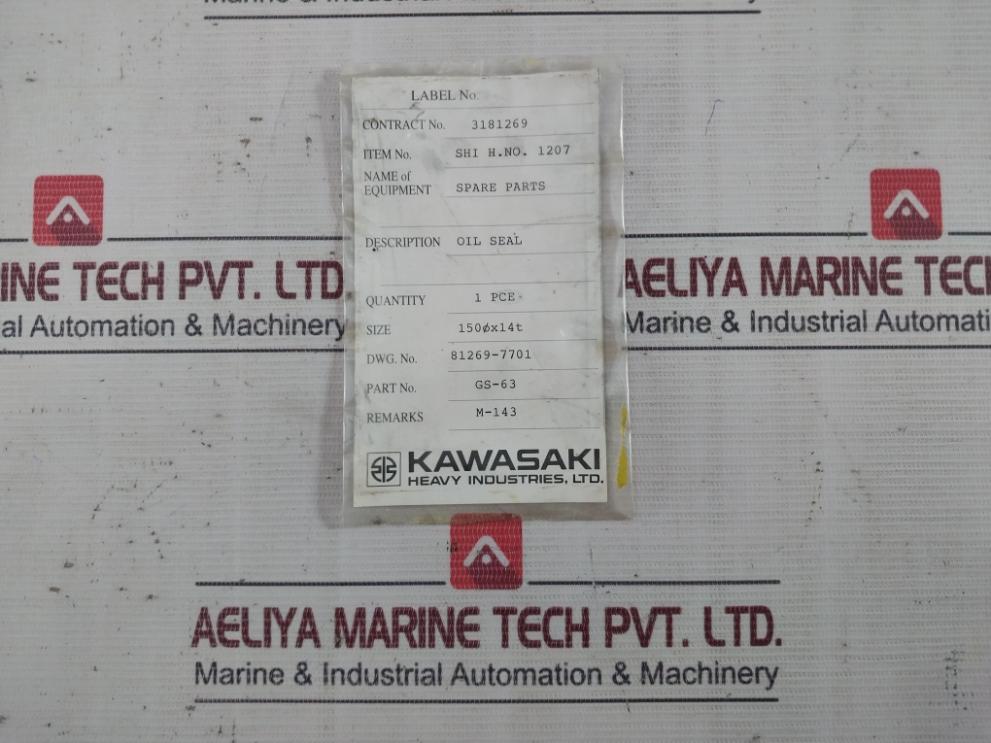 Marine & Industrial Automation & Machinery
LABEL No.
CONTRACT No. 3181269
ITEM No. SHI H.NO. 1207
NAME of
EQUIPMENT SPARE PARTS
DESCRIPTION OIL SEAL
QUANTITY 1 PCE
SIZE 150øx14t
DWG. No. 81269-7701
PART No. GS-63
REMARKS M-143
KAWASAKI
HEAVY INDUSTRIES, LTD.
INE TECH PVT. LTD
al Automation & Machinery
AELIYA MARINE TEC
Marine & Industrial Automati
AELIYA MARINE TECH PVT. LTD.
Marine & Industrial Automation & Machinery